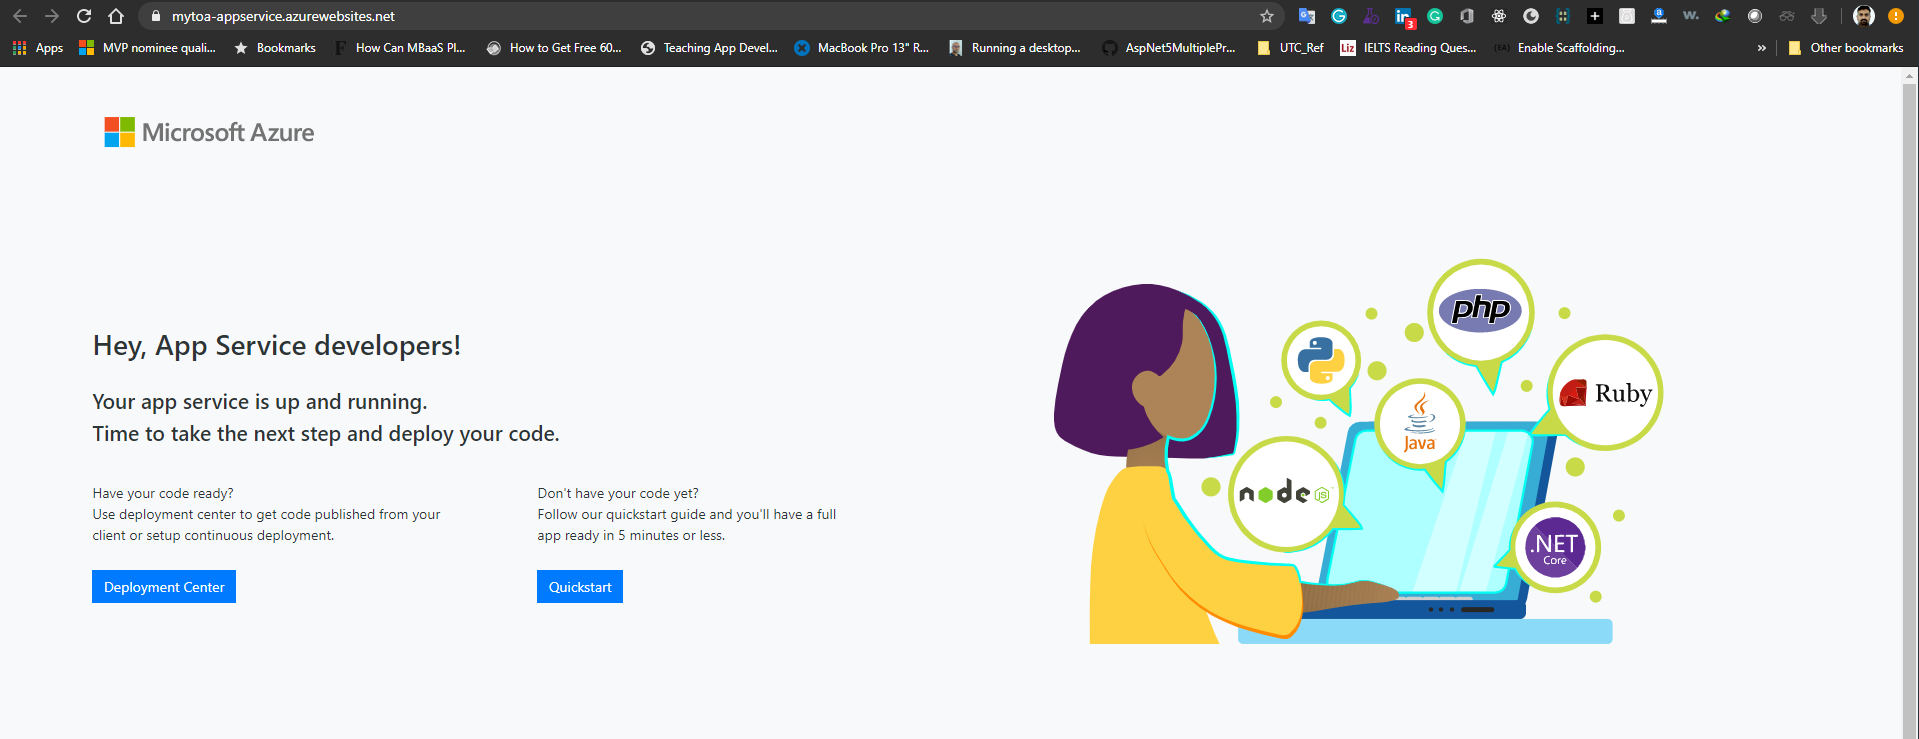 mytoa-appservice.azurewebsites.net
3
Apps
MVP nominee quali...
Bookmarks
How Can MBaaS Pl...
How to Get Free 60...
Teaching App Devel...
MacBook Pro 13" R...
Running a desktop...
AspNet5MultiplePr...
UTC_Ref
Liz IELTS Reading Ques...
(EA) Enable Scaffolding...
»
Other bookmarks
Microsoft Azure
Hey, App Service developers!
Your app service is up and running.
Time to take the next step and deploy your code.
Have your code ready?
Use deployment center to get code published from your
client or setup continuous deployment.
Deployment Center
Don't have your code yet?
Follow our quickstart guide and you'll have a full
app ready in 5 minutes or less.
Quickstart
php
Ruby
Java
node
JS
.NET
Core